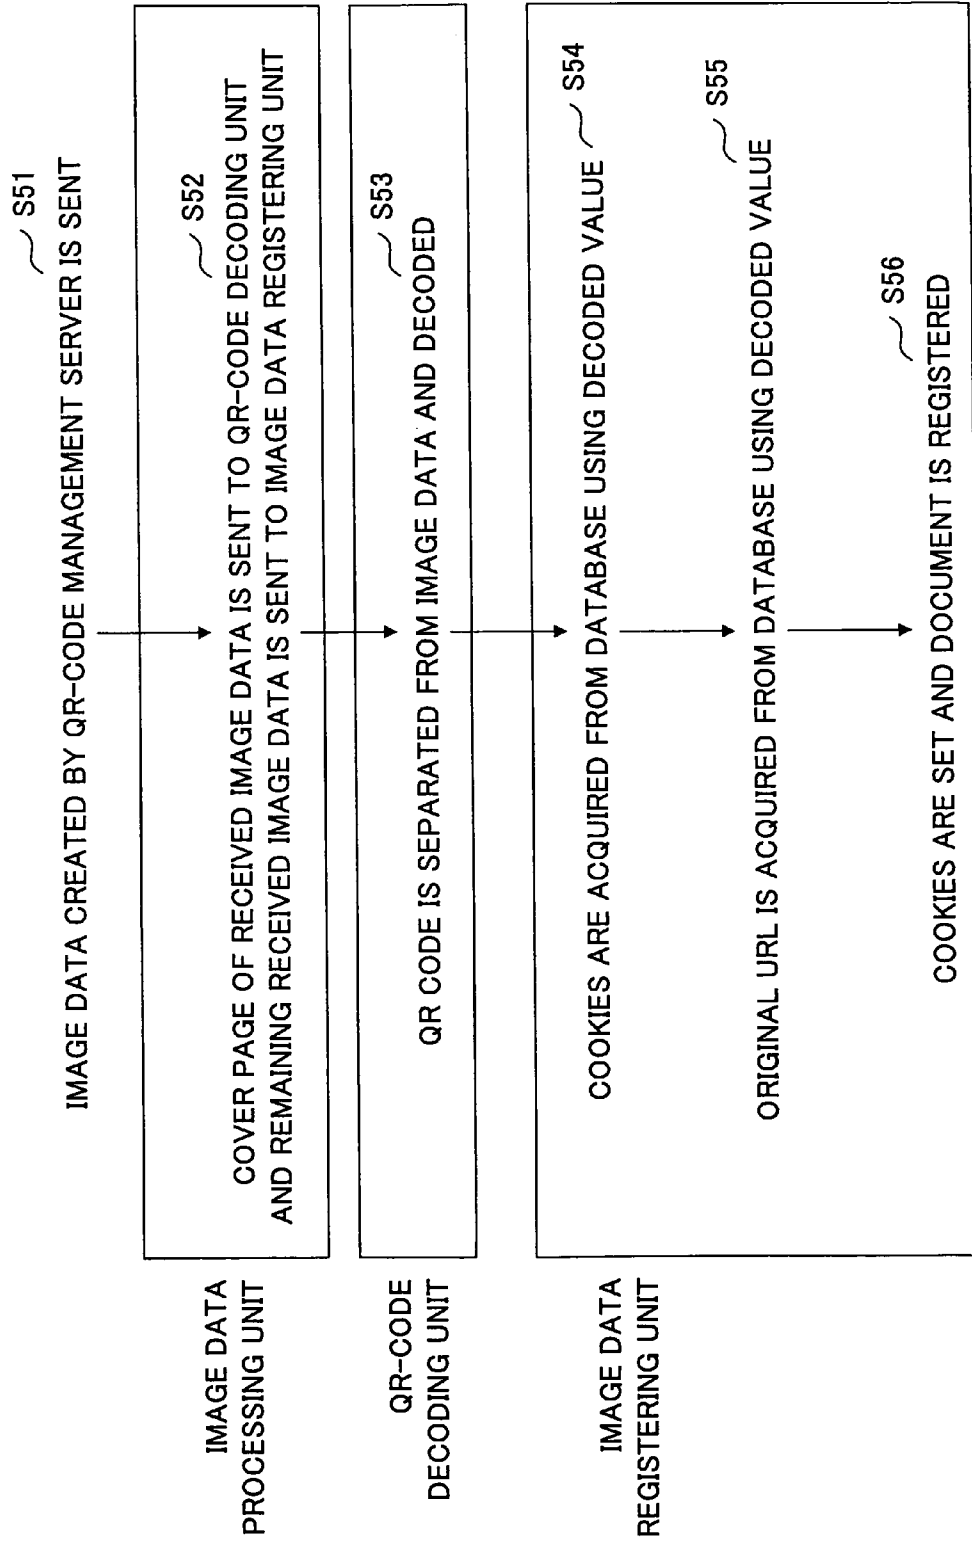 S51
IMAGE DATA CREATED BY QR-CODE MANAGEMENT SERVER IS SENT
IMAGE DATA
PROCESSING UNIT
S52
COVER PAGE OF RECEIVED IMAGE DATA IS SENT TO QR-CODE DECODING UNIT
AND REMAINING RECEIVED IMAGE DATA IS SENT TO IMAGE DATA REGISTERING UNIT
QR-CODE
DECODING UNIT
S53
QR CODE IS SEPARATED FROM IMAGE DATA AND DECODED
IMAGE DATA
REGISTERING UNIT
S54
COOKIES ARE ACQUIRED FROM DATABASE USING DECODED VALUE
S55
ORIGINAL URL IS ACQUIRED FROM DATABASE USING DECODED VALUE
S56
COOKIES ARE SET AND DOCUMENT IS REGISTERED